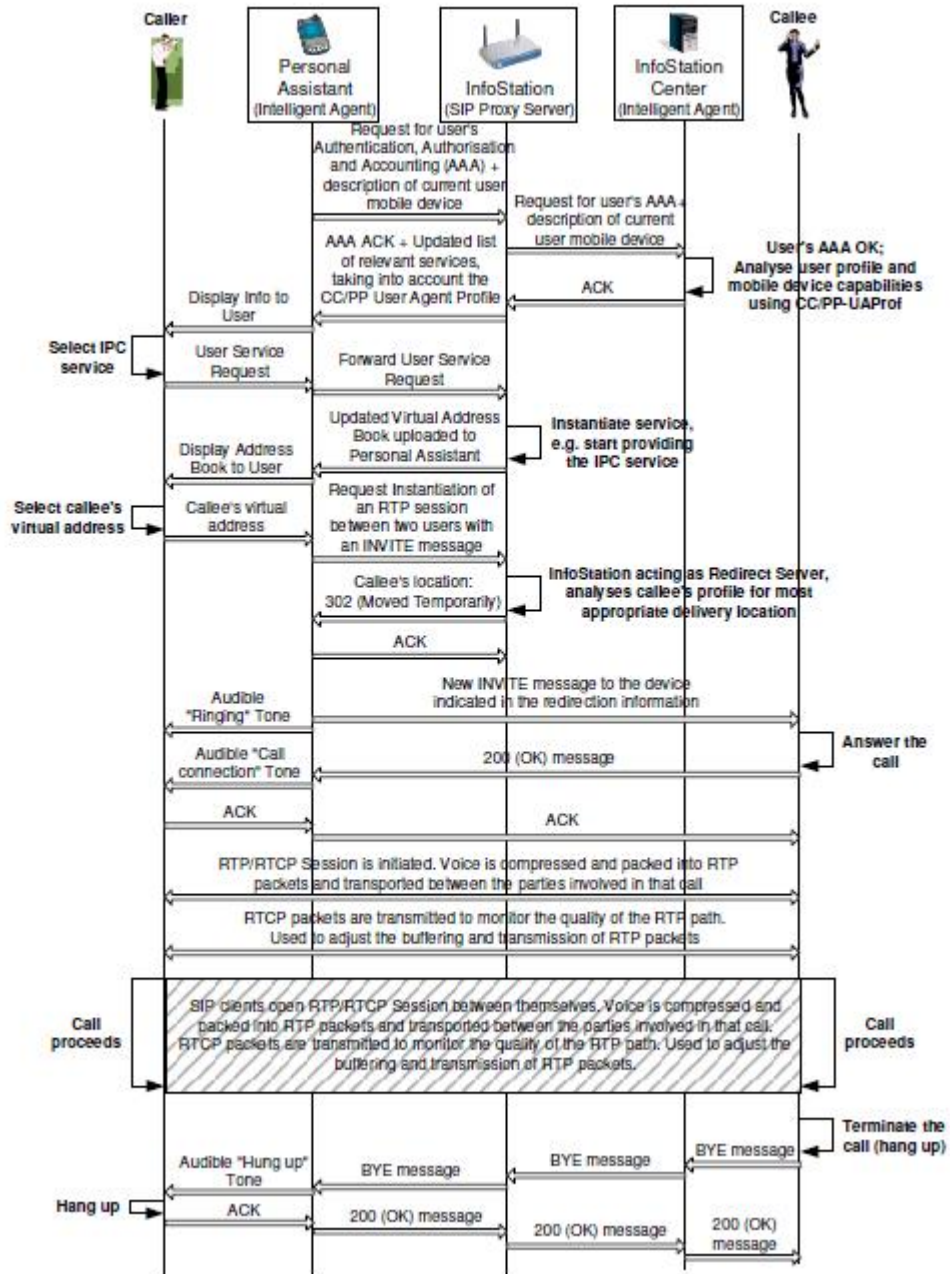 Caller
Callee
Personal
Assistant
(Intelligent Agent)
InfoStation
(SIP Proxy Server)
InfoStation
Center
(Intelligent Agent)
Request for user's
Authentication, Authorisation
and Accounting (AAA) +
description of current user
mobile device
Request for user's AAA +
description of current
user mobile device
User's AAA OK;
Analyse user profile and
mobile device capabilities
using CC/PP-UAProf
AAA ACK + Updated list
of relevant services,
taking into account the
CC/PP User Agent Profile
ACK
Display Info to
User
Select IPC
service
User Service
Request
Forward User Service
Request
Updated Virtual Address
Book uploaded to
Personal Assistant
Instantiate service,
e.g. start providing
the IPC service
Display Address
Book to User
Select callee's
virtual address
Callee's virtual
address
Request Instantiation of
an RTP session
between two users with
an INVITE message
Callee's location:
302 (Moved Temporarily)
InfoStation acting as Redirect Server,
analyses callee's profile for most
appropriate delivery location
ACK
New INVITE message to the device
indicated in the redirection information
Audible
"Ringing" Tone
Answer the
call
200 (OK) message
Audible "Call
connection" Tone
ACK
ACK
RTP/RTCP Session is initiated. Voice is compressed and packed into RTP
packets and transported between the parties involved in that call
RTCP packets are transmitted to monitor the quality of the RTP path.
Used to adjust the buffering and transmission of RTP packets
Call
proceeds
SIP clients open RTP/RTCP Session between themselves. Voice is compressed and
packed into RTP packets and transported between the parties involved in that call.
RTCP packets are transmitted to monitor the quality of the RTP path. Used to adjust the
buffering and transmission of RTP packets.
Call
proceeds
Terminate the
call (hang up)
BYE message
BYE message
BYE message
Audible "Hung up"
Tone
Hang up
ACK
200 (OK) message
200 (OK) message
200 (OK)
message